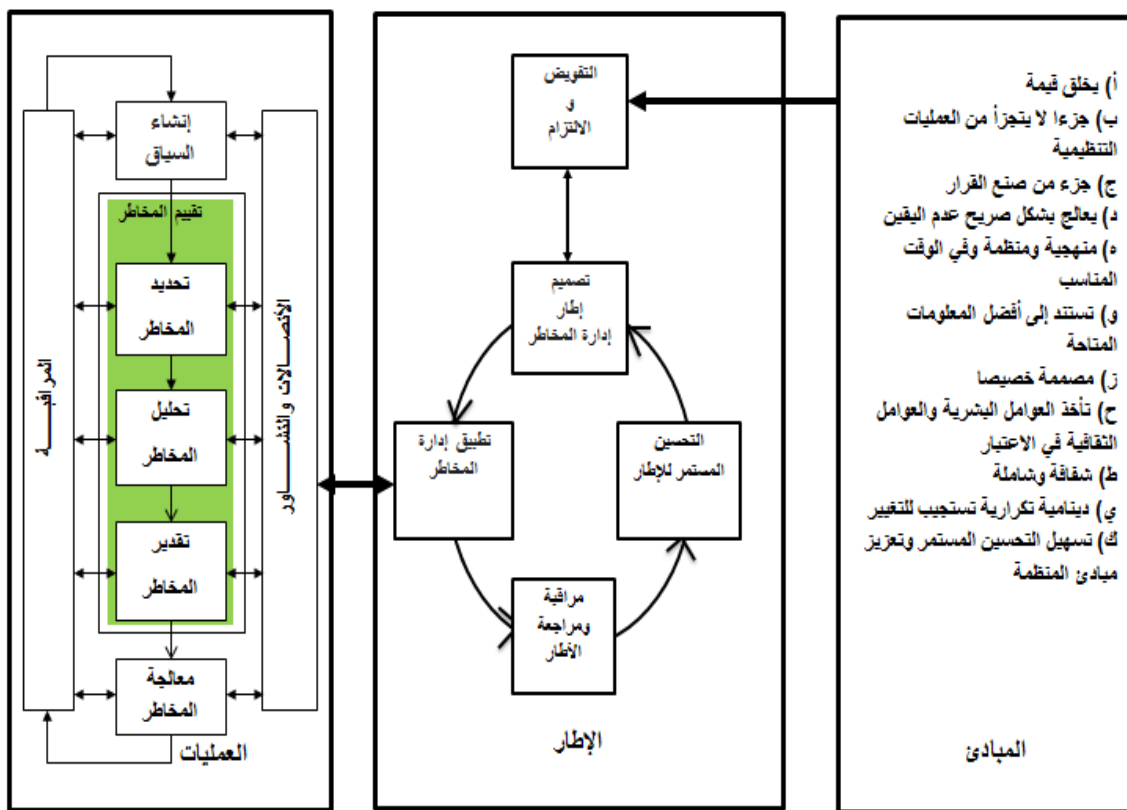 أ) يخلق قيمة
ب) جزءا لا يتجزأ من العمليات
التنظيمية
ج) جزء من صنع القرار
د) يعالج بشكل صريح عدم اليقين
ه) منهجية ومنظمة وفي الوقت
المناسب
و) تستند إلى أفضل المعلومات
المتاحة
ز) مصممة خصيصا
ح) تأخذ العوامل البشرية والعوامل
الثقافية في الاعتبار
ط) شفافة وشاملة
ي) دينامية تكرارية تستجيب للتغيير
ك) تسهيل التحسين المستمر وتعزيز
مبادئ المنظمة
المبادئ
التفويض
و
الالتزام
تصميم
إطار
إدارة المخاطر
تطبيق إدارة
المخاطر
التحسين
المستمر للإطار
مراقبة
ومراجعة
الأطار
الإطار
إنشاء
السياق
تقييم المخاطر
تحديد
المخاطر
تحليل
المخاطر
تقدير
المخاطر
معالجة
المخاطر
الأتصــالات والتشــــاور
المراقبـــة
العمليات